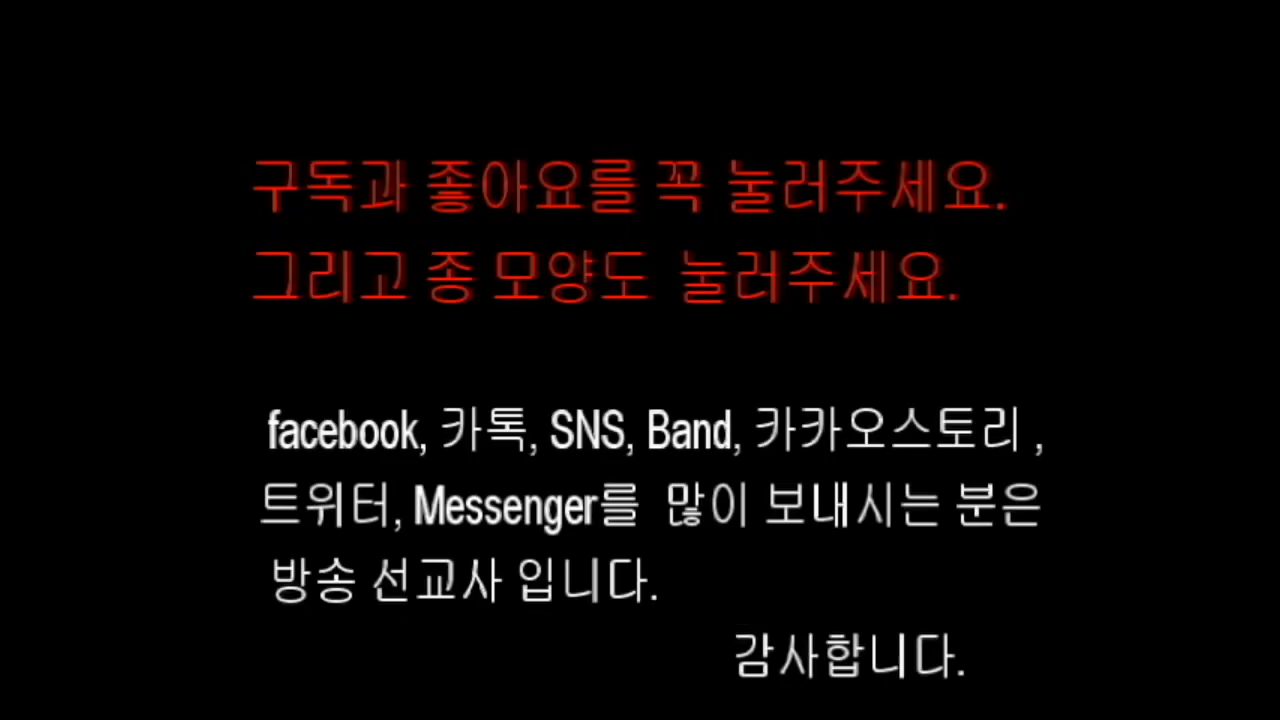 구독과 좋아요를 꼭 눌러주세요.
그리고 종 모양도 눌러주세요.
facebook, 카톡, SNS, Band, 카카오스토리 ,
트위터, Messenger를 많이 보내시는 분은
방송 선교사 입니다.
감사합니다.